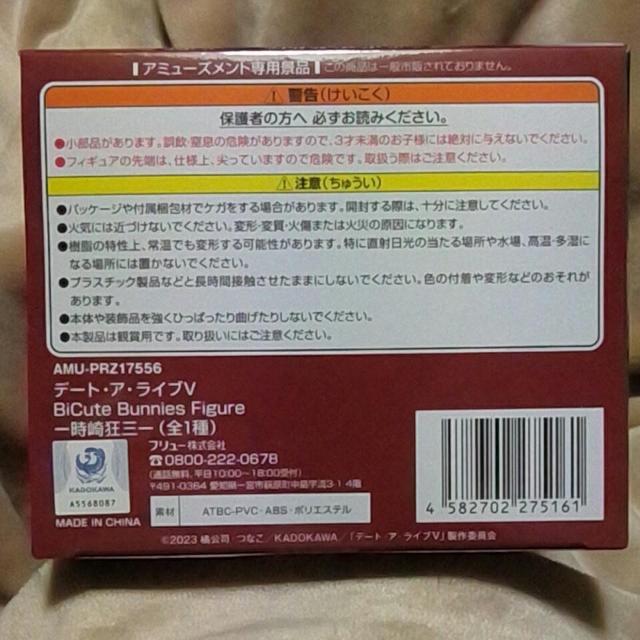 アミューズメント専用景品 この商品は一般市販されておりません。
⚠警告(けいこく)
保護者の方へ 必ずお読みください。
●小部品があります。誤飲・窒息の危険がありますので、3才未満のお子様には絶対に与えないでください。
●フィギュアの先端は、仕様上、尖っていますので危険です。取扱う際はご注意ください。
⚠注意(ちゅうい)
●パッケージや付属梱包材でケガをする場合があります。開封する際は、十分に注意してください。
●火気には近づけないでください。変形・変質・火傷または火災の原因になります。
●樹脂の特性上、常温でも変形する可能性があります。特に直射日光の当たる場所や水場、高温・多湿に
なる場所には置かないでください。
●プラスチック製品などと長時間接触させたままにしないでください。色の付着や変形などのおそれが
あります。
●本体や装飾品を強くひっぱったり曲げたりしないでください。
●本製品は観賞用です。取り扱いにはご注意ください。
AMU-PRZ17556
デート・ア・ライブV
BiCute Bunnies Figure
ー時崎狂三ー(全1種)
フリュー株式会社
☎0800-222-0678
(通話無料、平日10:00~18:00受付)
〒491-0364 愛知県一宮市萩原町中島字流3-1 4階
KADOKAWA
A5568087
MADE IN CHINA
素材 ATBC-PVC・ABS・ポリエステル
4 582702 275161
©2023 橘公司・つなこ/KADOKAWA/「デート・ア・ライブV」製作委員会